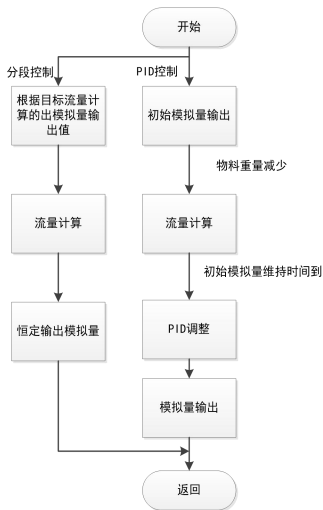 开始
分段控制
PID控制
根据目标流量计
算的出模拟量输
出值
初始模拟量输出
物料重量减少
流量计算
流量计算
初始模拟量维持时间到
恒定输出模拟量
PID调整
模拟量输出
返回